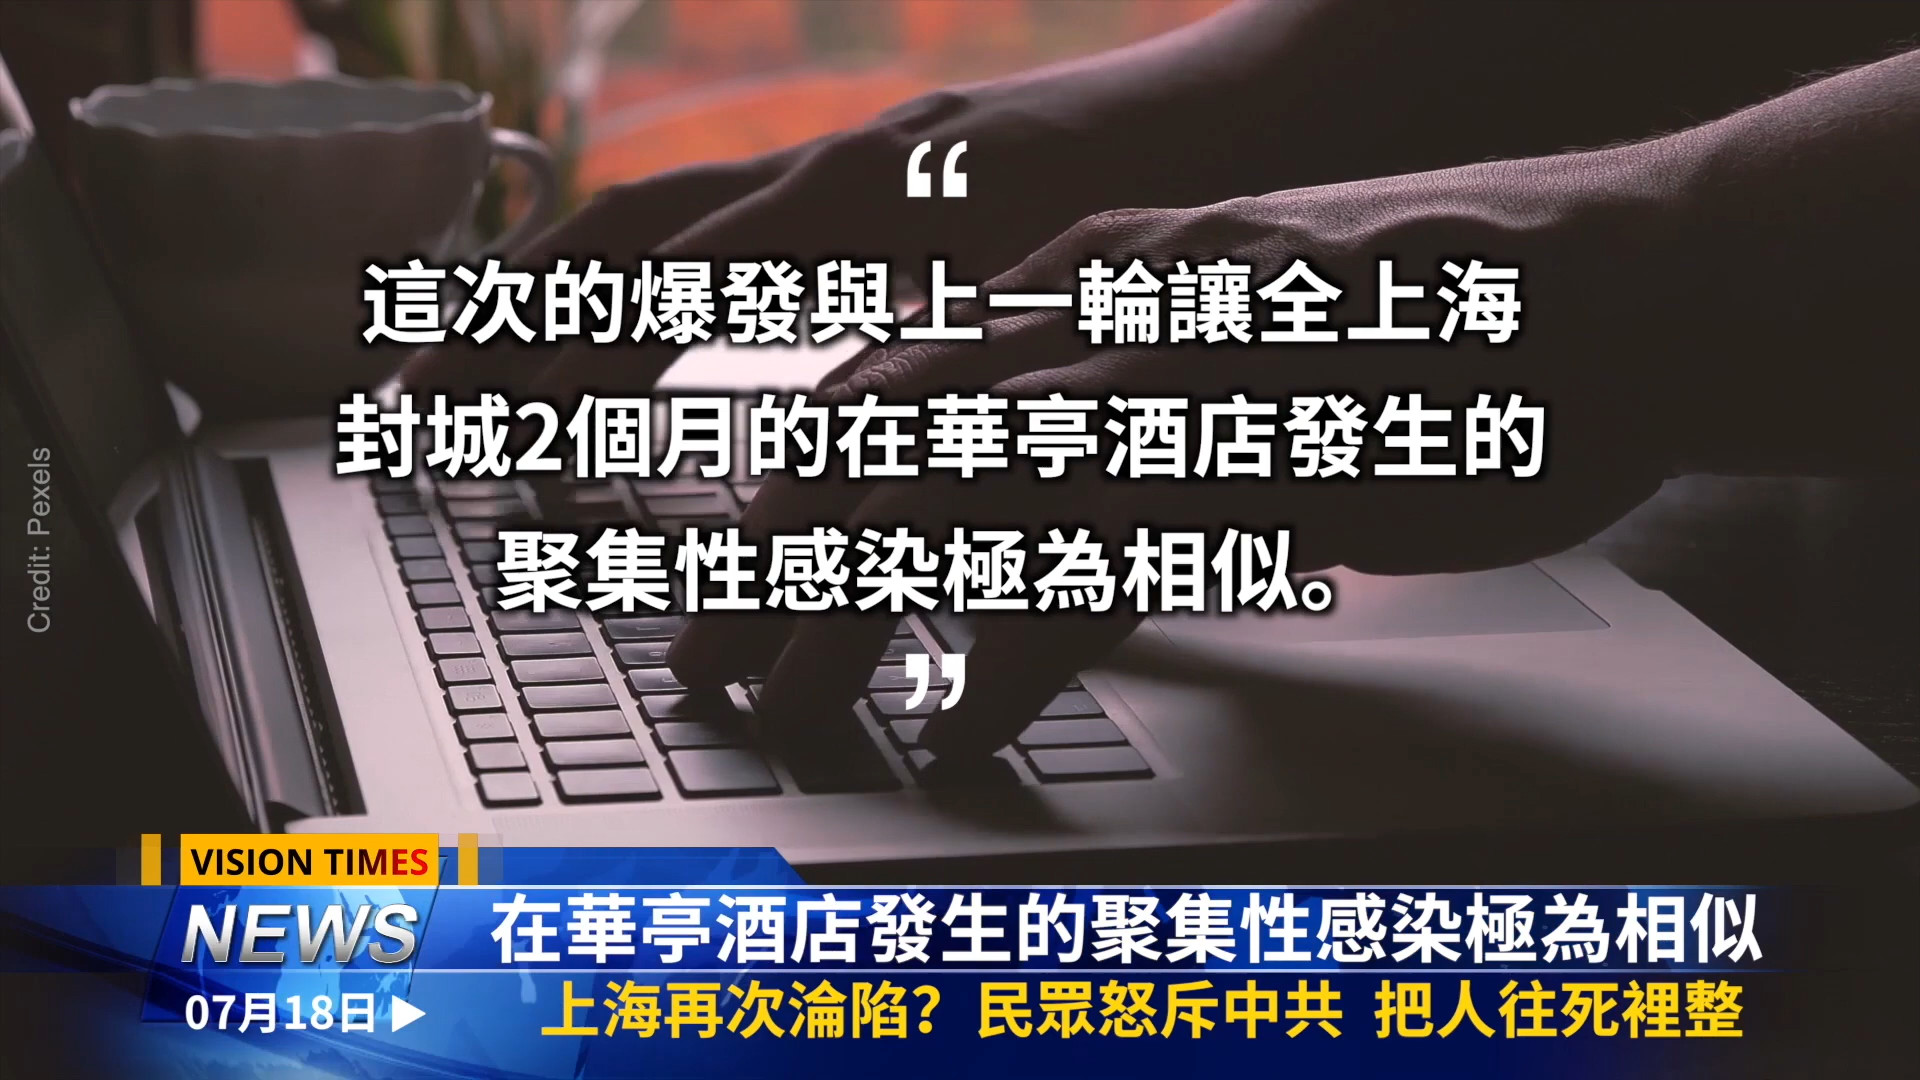 “
這次的爆發與上一輪讓全上海
封城2個月的在華亭酒店發生的
聚集性感染極為相似。
”
Credit: Pexels
VISION TIMES
NEWS
在華亭酒店發生的聚集性感染極為相似
07月18日▶
上海再次淪陷？民眾怒斥中共 把人往死裡整